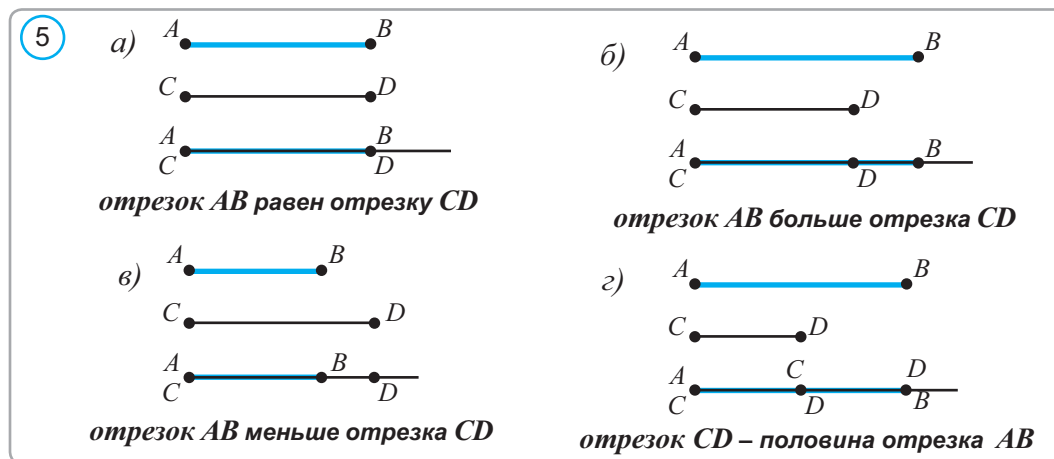 5
а)
A B
C D
A B
C D
отрезок AB равен отрезку CD
б)
A B
C D
A B
C D
отрезок AB больше отрезка CD
в)
A B
C D
A B
C D
отрезок AB меньше отрезка CD
г)
A B
C D
A C D
C D B
отрезок CD – половина отрезка AB